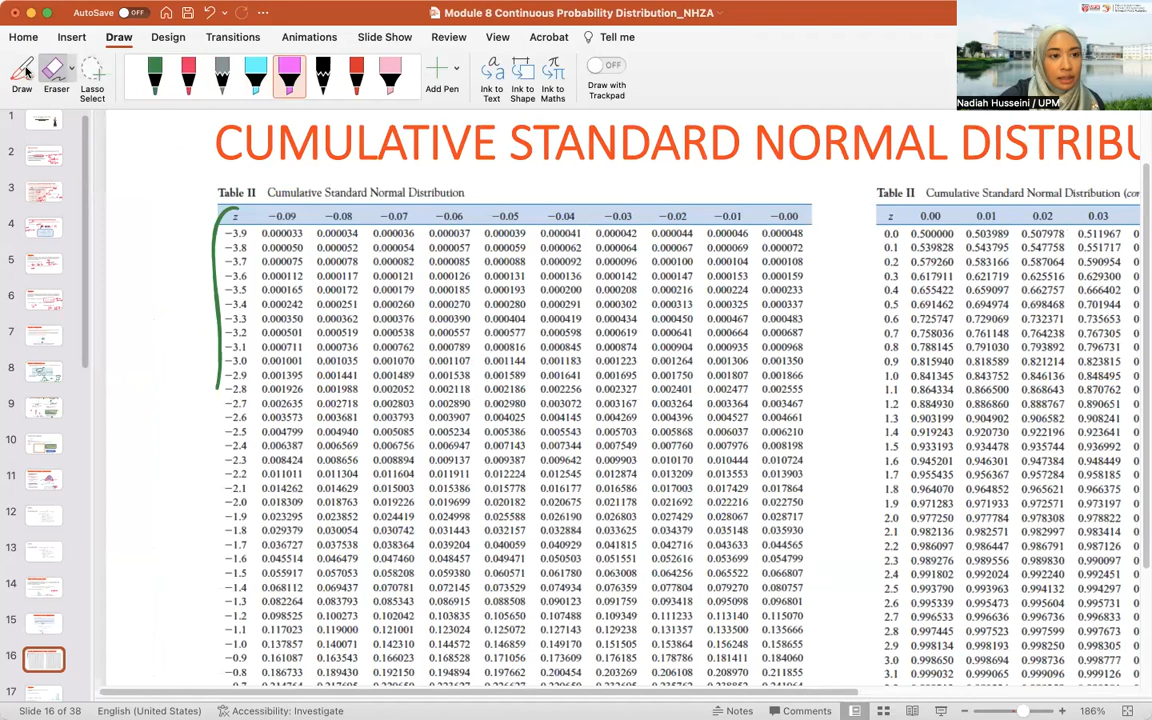 AutoSave OFF
Module 8 Continuous Probability Distribution_NHZA
Home Insert Draw Design Transitions Animations Slide Show Review View Acrobat Tell me
Draw Eraser Lasso Select Add Pen Ink to Text Ink to Shape Ink to Maths OFF Draw with Trackpad
Nadiah Husseini / UPM
CUMULATIVE STANDARD NORMAL DISTRIBU
Table II Cumulative Standard Normal Distribution
z −0.09 −0.08 −0.07 −0.06 −0.05 −0.04 −0.03 −0.02 −0.01 −0.00
−3.9 0.000033 0.000034 0.000036 0.000037 0.000039 0.000041 0.000042 0.000044 0.000046 0.000048
−3.8 0.000050 0.000052 0.000054 0.000057 0.000059 0.000062 0.000064 0.000067 0.000069 0.000072
−3.7 0.000075 0.000078 0.000082 0.000085 0.000088 0.000092 0.000096 0.000100 0.000104 0.000108
−3.6 0.000112 0.000117 0.000121 0.000126 0.000131 0.000136 0.000142 0.000147 0.000153 0.000159
−3.5 0.000165 0.000172 0.000179 0.000185 0.000193 0.000200 0.000208 0.000216 0.000224 0.000233
−3.4 0.000242 0.000251 0.000260 0.000270 0.000280 0.000291 0.000302 0.000313 0.000325 0.000337
−3.3 0.000350 0.000362 0.000376 0.000390 0.000404 0.000419 0.000434 0.000450 0.000467 0.000483
−3.2 0.000501 0.000519 0.000538 0.000557 0.000577 0.000598 0.000619 0.000641 0.000664 0.000687
−3.1 0.000711 0.000736 0.000762 0.000789 0.000816 0.000845 0.000874 0.000904 0.000935 0.000968
−3.0 0.001001 0.001035 0.001070 0.001107 0.001144 0.001183 0.001223 0.001264 0.001306 0.001350
−2.9 0.001395 0.001441 0.001489 0.001538 0.001589 0.001641 0.001695 0.001750 0.001807 0.001866
−2.8 0.001926 0.001988 0.002052 0.002118 0.002186 0.002256 0.002327 0.002401 0.002477 0.002555
−2.7 0.002635 0.002718 0.002803 0.002890 0.002980 0.003072 0.003167 0.003264 0.003364 0.003467
−2.6 0.003573 0.003681 0.003793 0.003907 0.004025 0.004145 0.004269 0.004396 0.004527 0.004661
−2.5 0.004799 0.004940 0.005085 0.005234 0.005386 0.005543 0.005703 0.005868 0.006037 0.006210
−2.4 0.006387 0.006569 0.006756 0.006947 0.007143 0.007344 0.007549 0.007760 0.007976 0.008198
−2.3 0.008424 0.008656 0.008894 0.009137 0.009387 0.009642 0.009903 0.010170 0.010444 0.010724
−2.2 0.011011 0.011304 0.011604 0.011911 0.012224 0.012545 0.012874 0.013209 0.013553 0.013903
−2.1 0.014262 0.014629 0.015003 0.015386 0.015778 0.016177 0.016586 0.017003 0.017429 0.017864
−2.0 0.018309 0.018763 0.019226 0.019699 0.020182 0.020675 0.021178 0.021692 0.022216 0.022750
−1.9 0.023295 0.023852 0.024419 0.024998 0.025588 0.026190 0.026803 0.027429 0.028067 0.028717
−1.8 0.029379 0.030054 0.030742 0.031443 0.032157 0.032884 0.033625 0.034379 0.035148 0.035930
−1.7 0.036727 0.037538 0.038364 0.039204 0.040059 0.040929 0.041815 0.042716 0.043633 0.044565
−1.6 0.045514 0.046479 0.047460 0.048457 0.049471 0.050503 0.051551 0.052616 0.053699 0.054799
−1.5 0.055917 0.057053 0.058208 0.059380 0.060571 0.061780 0.063008 0.064256 0.065522 0.066807
−1.4 0.068112 0.069437 0.070781 0.072145 0.073529 0.074934 0.076359 0.077804 0.079270 0.080757
−1.3 0.082264 0.083793 0.085343 0.086915 0.088508 0.090123 0.091759 0.093418 0.095098 0.096801
−1.2 0.098525 0.100273 0.102042 0.103835 0.105650 0.107488 0.109349 0.111233 0.113140 0.115070
−1.1 0.117023 0.119000 0.121001 0.123024 0.125072 0.127143 0.129238 0.131357 0.133500 0.135666
−1.0 0.137857 0.140071 0.142310 0.144572 0.146859 0.149170 0.151505 0.153864 0.156248 0.158655
−0.9 0.161087 0.163543 0.166023 0.168528 0.171056 0.173609 0.176185 0.178786 0.181411 0.184060
−0.8 0.186733 0.189430 0.192150 0.194894 0.197662 0.200454 0.203269 0.206108 0.208970 0.211855
Table II Cumulative Standard Normal Distribution
z 0.00 0.01 0.02 0.03
0.0 0.500000 0.503989 0.507978 0.511967
0.1 0.539828 0.543795 0.547758 0.551717
0.2 0.579260 0.583166 0.587064 0.590954
0.3 0.617911 0.621719 0.625516 0.629300
0.4 0.655422 0.659097 0.662757 0.666402
0.5 0.691462 0.694974 0.698468 0.701944
0.6 0.725747 0.729069 0.732371 0.735653
0.7 0.758036 0.761148 0.764238 0.767305
0.8 0.788145 0.791030 0.793892 0.796731
0.9 0.815940 0.818589 0.821214 0.823815
1.0 0.841345 0.843752 0.846136 0.848495
1.1 0.864334 0.866500 0.868643 0.870762
1.2 0.884930 0.886860 0.888767 0.890651
1.3 0.903199 0.904902 0.906582 0.908241
1.4 0.919243 0.920730 0.922196 0.923641
1.5 0.933193 0.934478 0.935744 0.936992
1.6 0.945201 0.946301 0.947384 0.948449
1.7 0.955435 0.956367 0.957284 0.958185
1.8 0.964070 0.964852 0.965621 0.966375
1.9 0.971283 0.971933 0.972571 0.973197
2.0 0.977250 0.977784 0.978308 0.978822
2.1 0.982136 0.982571 0.982997 0.983414
2.2 0.986097 0.986447 0.986791 0.987126
2.3 0.989276 0.989556 0.989830 0.990097
2.4 0.991802 0.992024 0.992240 0.992451
2.5 0.993790 0.993963 0.994132 0.994297
2.6 0.995339 0.995473 0.995604 0.995731
2.7 0.996533 0.996636 0.996736 0.996833
2.8 0.997445 0.997523 0.997599 0.997673
2.9 0.998134 0.998193 0.998250 0.998305
3.0 0.998650 0.998694 0.998736 0.998777
3.1 0.999032 0.999065 0.999096 0.999126
1
2
3
4
5
6
7
8
9
10
11
12
13
14
15
16
17
Slide 16 of 38 English (United States) Accessibility: Investigate Notes Comments 186%